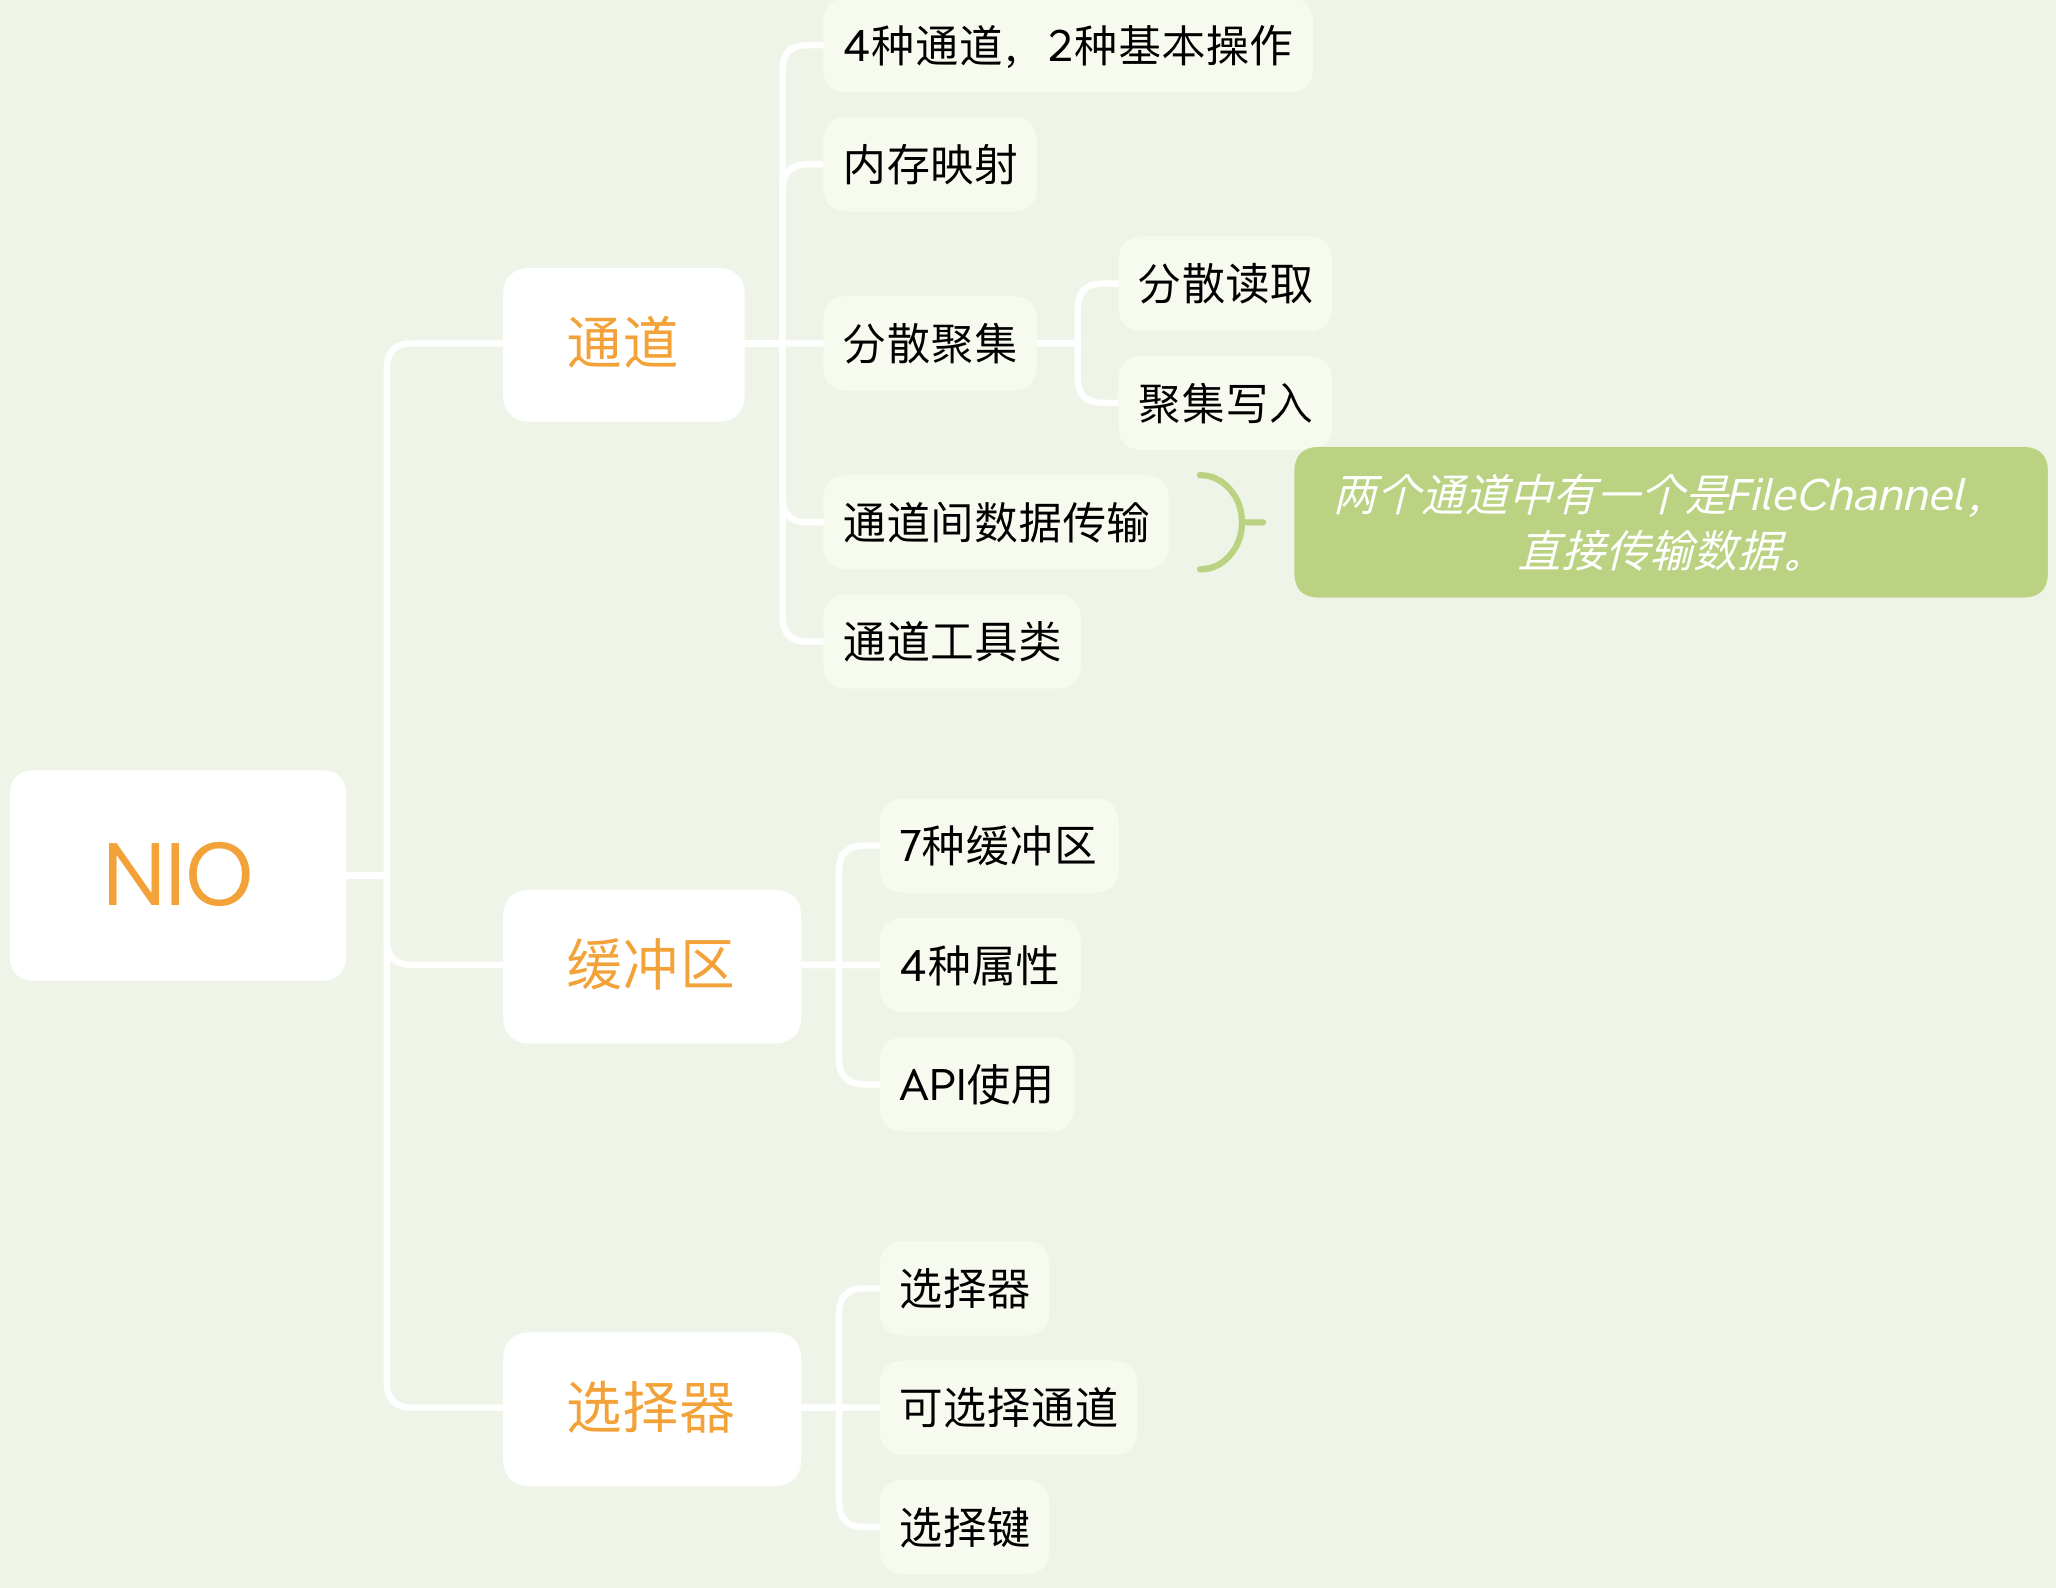 NIO
通道
4种通道，2种基本操作
内存映射
分散聚集
分散读取
聚集写入
通道间数据传输
两个通道中有一个是FileChannel，
直接传输数据。
通道工具类
缓冲区
7种缓冲区
4种属性
API使用
选择器
选择器
可选择通道
选择键